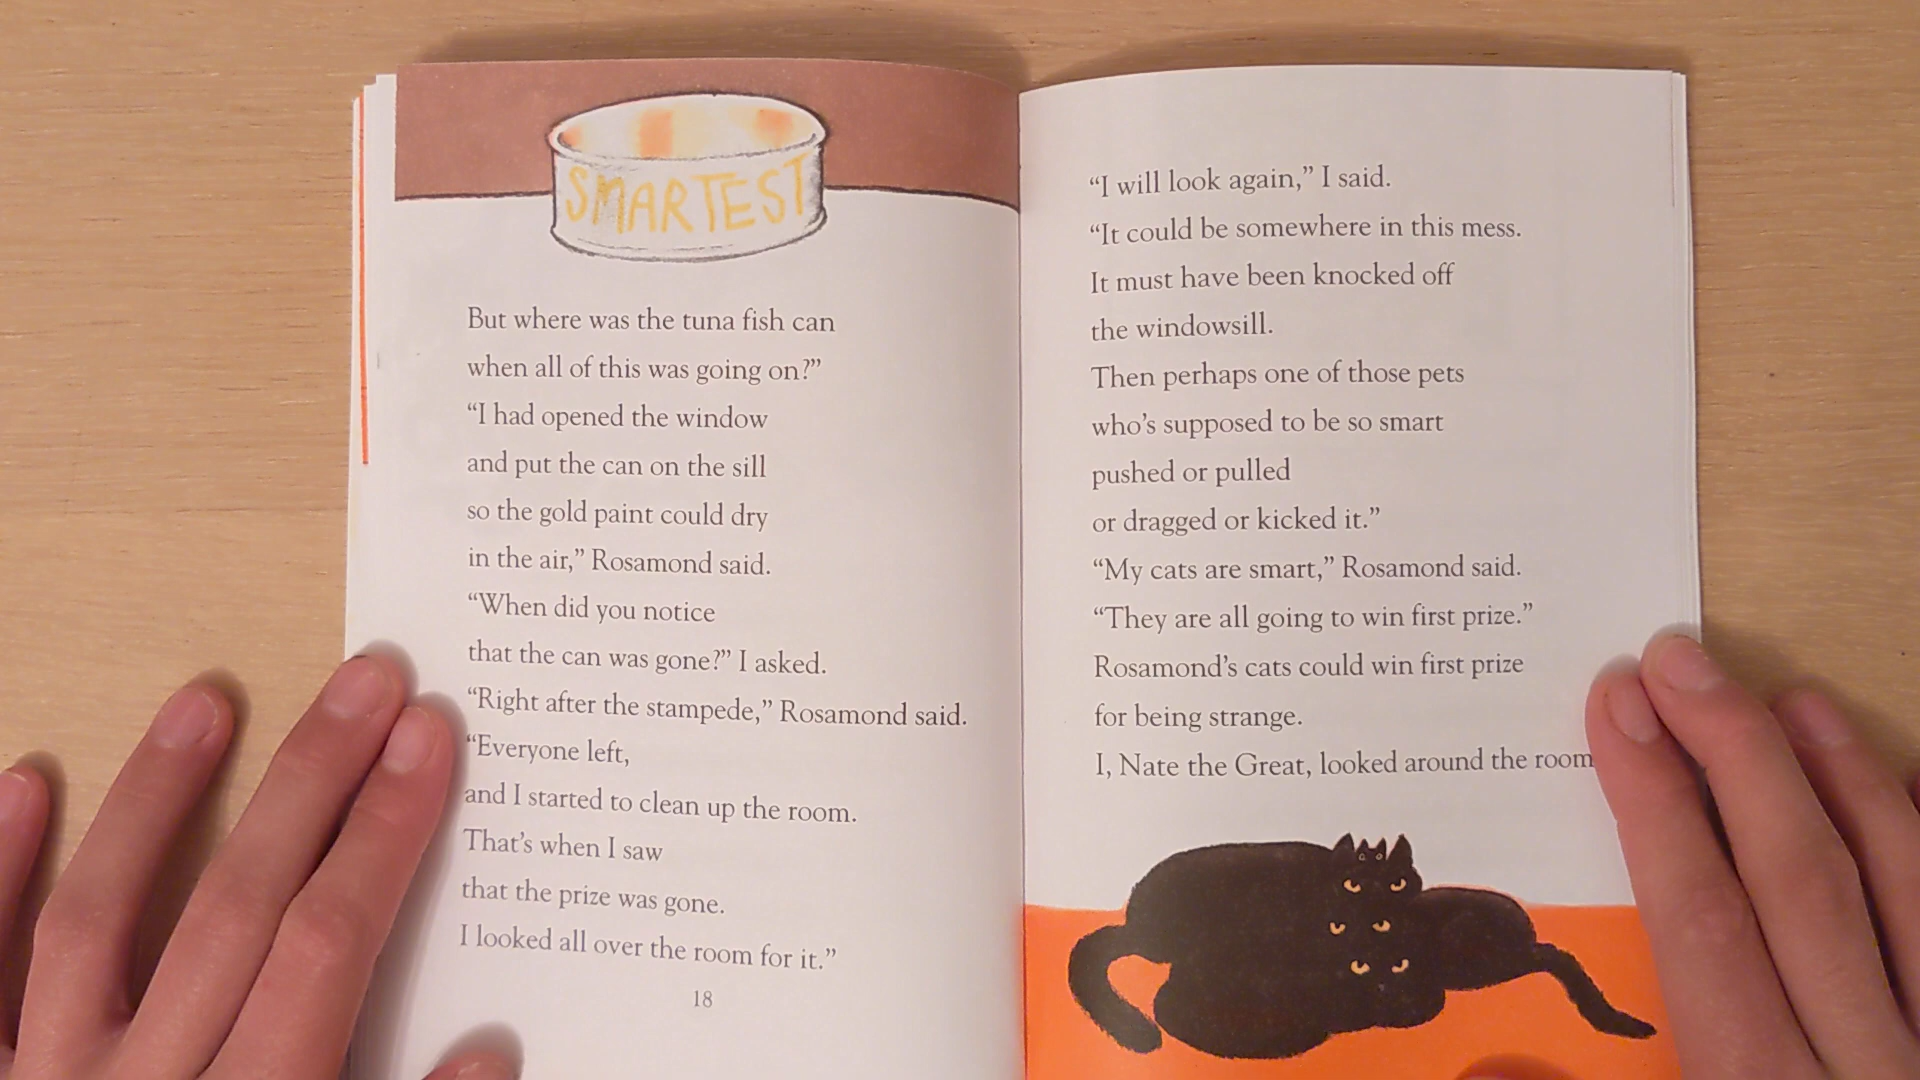 SMARTEST
But where was the tuna fish can
when all of this was going on?”
“I had opened the window
and put the can on the sill
so the gold paint could dry
in the air,” Rosamond said.
“When did you notice
that the can was gone?” I asked.
“Right after the stampede,” Rosamond said.
“Everyone left,
and I started to clean up the room.
That’s when I saw
that the prize was gone.
I looked all over the room for it.”
18
“I will look again,” I said.
“It could be somewhere in this mess.
It must have been knocked off
the windowsill.
Then perhaps one of those pets
who’s supposed to be so smart
pushed or pulled
or dragged or kicked it.”
“My cats are smart,” Rosamond said.
“They are all going to win first prize.”
Rosamond’s cats could win first prize
for being strange.
I, Nate the Great, looked around the room